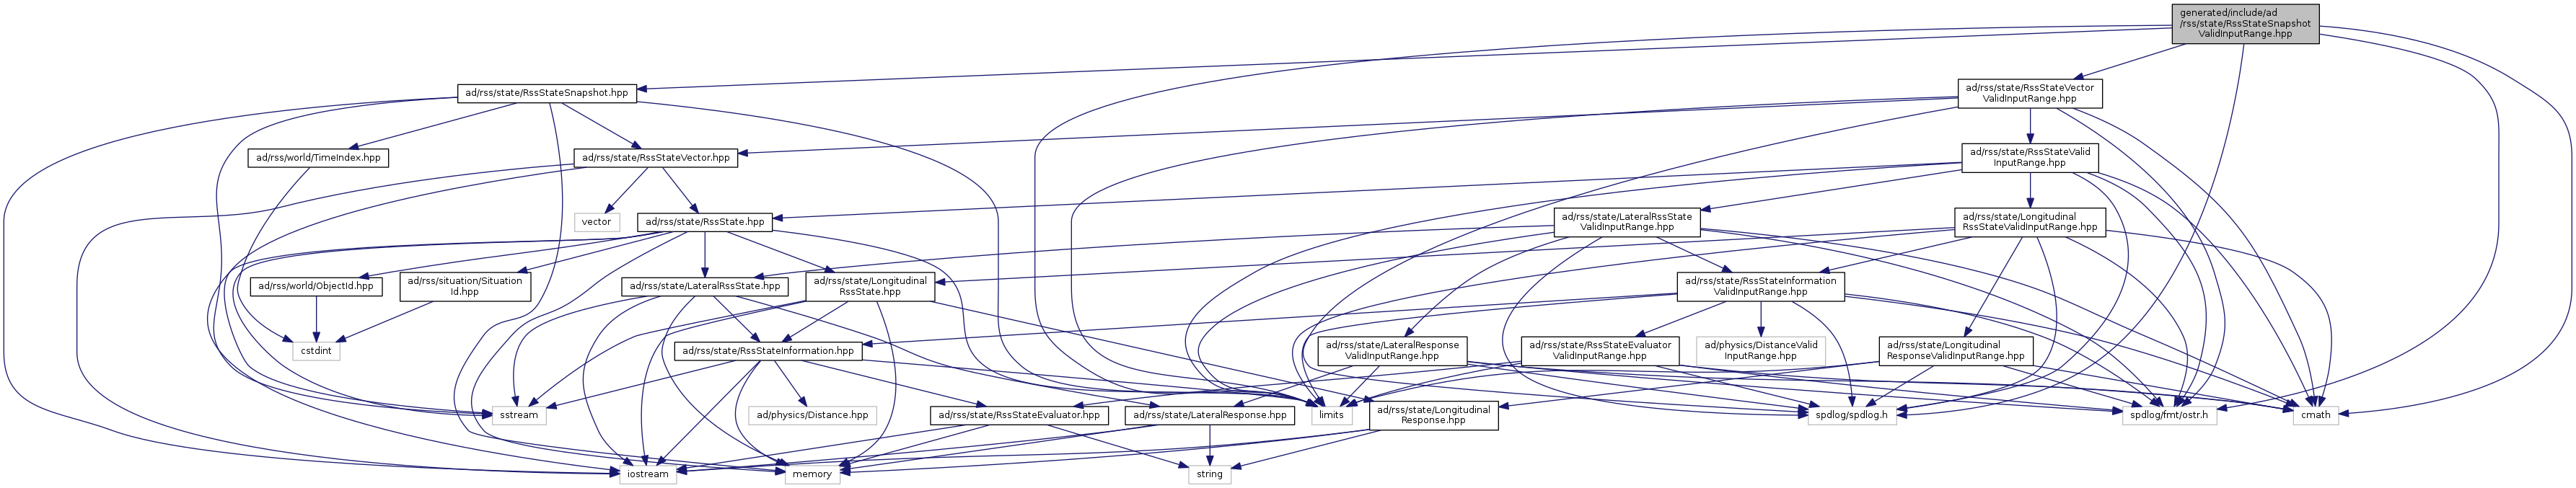 generated/include/ad
/rss/state/RssStateSnapshot
ValidInputRange.hpp
ad/rss/state/RssStateSnapshot.hpp
ad/rss/state/RssStateVector
ValidInputRange.hpp
ad/rss/world/TimeIndex.hpp
ad/rss/state/RssStateVector.hpp
ad/rss/state/RssStateValid
InputRange.hpp
vector
ad/rss/state/RssState.hpp
ad/rss/state/LateralRssState
ValidInputRange.hpp
ad/rss/state/Longitudinal
RssStateValidInputRange.hpp
ad/rss/world/ObjectId.hpp
ad/rss/situation/Situation
Id.hpp
ad/rss/state/LateralRssState.hpp
ad/rss/state/Longitudinal
RssState.hpp
ad/rss/state/RssStateInformation
ValidInputRange.hpp
cstdint
ad/rss/state/RssStateInformation.hpp
ad/rss/state/LateralResponse
ValidInputRange.hpp
ad/rss/state/RssStateEvaluator
ValidInputRange.hpp
ad/physics/DistanceValid
InputRange.hpp
ad/rss/state/Longitudinal
ResponseValidInputRange.hpp
sstream
ad/physics/Distance.hpp
ad/rss/state/RssStateEvaluator.hpp
ad/rss/state/LateralResponse.hpp
limits
ad/rss/state/Longitudinal
Response.hpp
spdlog/spdlog.h
spdlog/fmt/ostr.h
cmath
iostream
memory
string